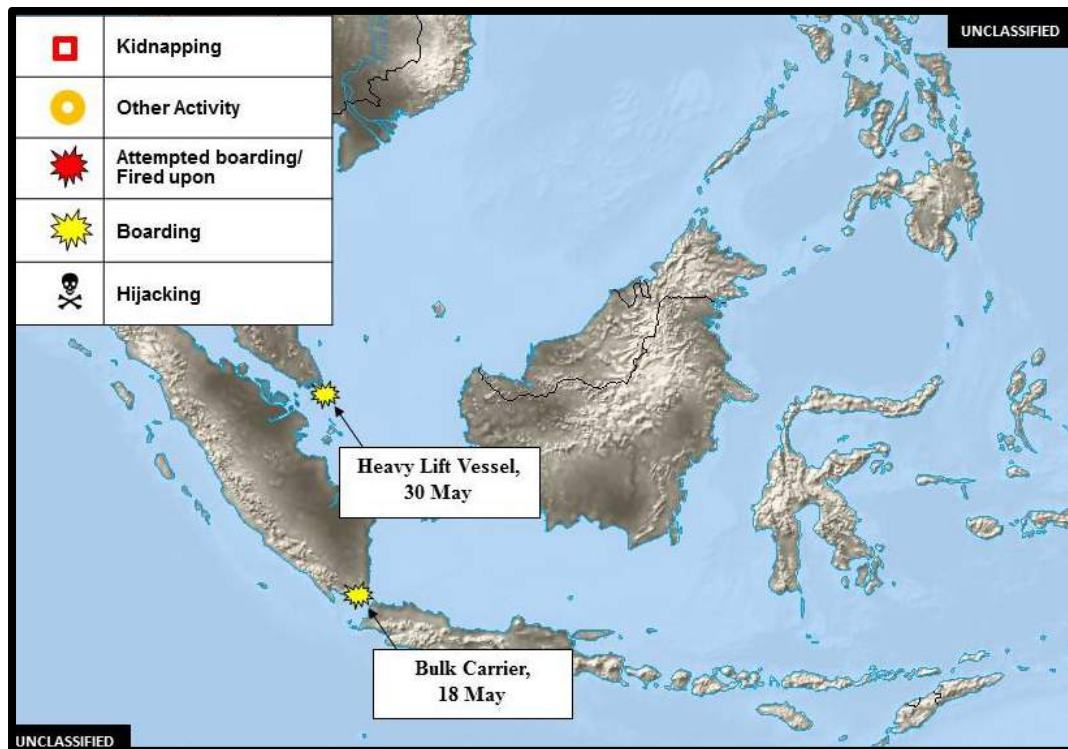 UNCLASSIFIED
Kidnapping
Other Activity
Attempted boarding/
Fired upon
Boarding
Hijacking
Heavy Lift Vessel,
30 May
Bulk Carrier,
18 May
UNCLASSIFIED